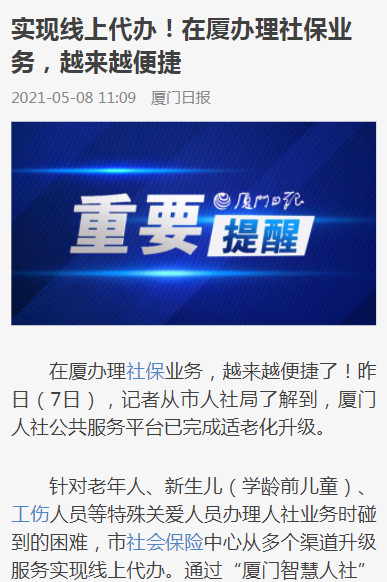 实现线上代办！在厦办理社保业
务，越来越便捷
2021-05-08 11:09 厦门日报
厦门日报
重要
提醒
在厦办理社保业务，越来越便捷了！昨
日（7日），记者从市人社局了解到，厦门
人社公共服务平台已完成适老化升级。
针对老年人、新生儿（学龄前儿童）、
工伤人员等特殊关爱人员办理人社业务时碰
到的困难，市社会保险中心从多个渠道升级
服务实现线上代办。通过“厦门智慧人社”